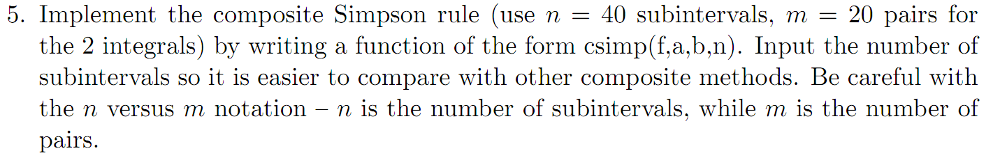 5. Implement the composite Simpson rule (use n = 40 subintervals, m = 20 pairs for
the 2 integrals) by writing a function of the form csimp(f,a,b,n). Input the number of
subintervals so it is easier to compare with other composite methods. Be careful with
the n versus m notation – n is the number of subintervals, while m is the number of
pairs.